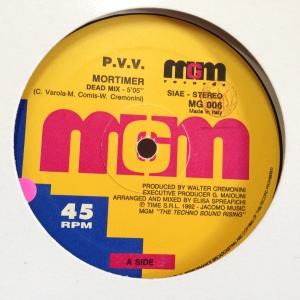 P.V.V.
MORTIMER
DEAD MIX - 5'05"
(C. Varola-M. Comis-W. Cremonini)
mGm
records
SIAE - STEREO
MG 006
Made in Italy
mGm
45
RPM
PRODUCED BY WALTER CREMONINI
EXECUTIVE PRODUCER G. MAIOLINI
ARRANGED AND MIXED BY ELISA SPREAFICHI
℗ TIME S.R.L. 1992 - JACOMO MUSIC
MGM "THE TECHNO SOUND RISING"
A SIDE